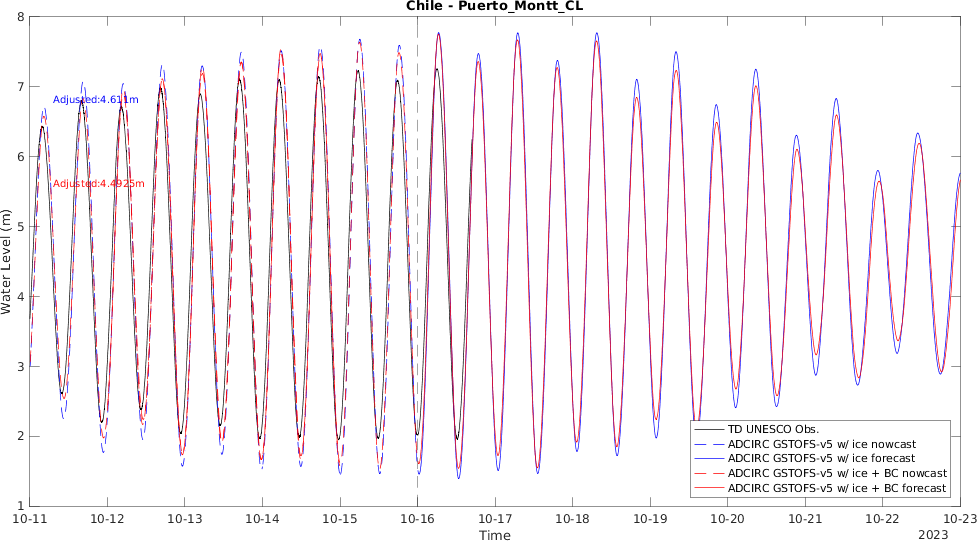 Chile - Puerto_Montt_CL
8
7
6
5
4
3
2
1
Water Level (m)
Adjusted:4.611m
Adjusted:4.4925m
TD UNESCO Obs.
ADCIRC GSTOFS-v5 w/ ice nowcast
ADCIRC GSTOFS-v5 w/ ice forecast
ADCIRC GSTOFS-v5 w/ ice + BC nowcast
ADCIRC GSTOFS-v5 w/ ice + BC forecast
10-11 10-12 10-13 10-14 10-15 10-16 10-17 10-18 10-19 10-20 10-21 10-22 10-23
Time
2023